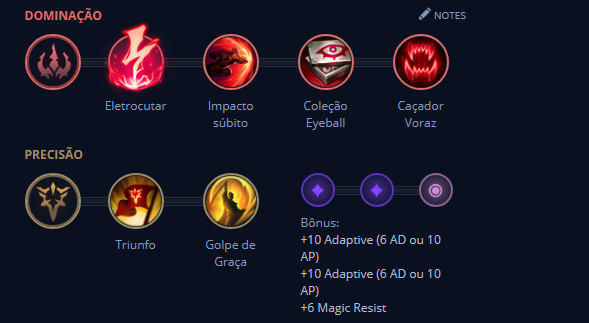 DOMINAÇÃO
NOTES
Eletrocutar
Impacto
súbito
Coleção
Eyeball
Caçador
Voraz
PRECISÃO
Triunfo
Golpe de
Graça
Bônus:
+10 Adaptive (6 AD ou 10
AP)
+10 Adaptive (6 AD ou 10
AP)
+6 Magic Resist